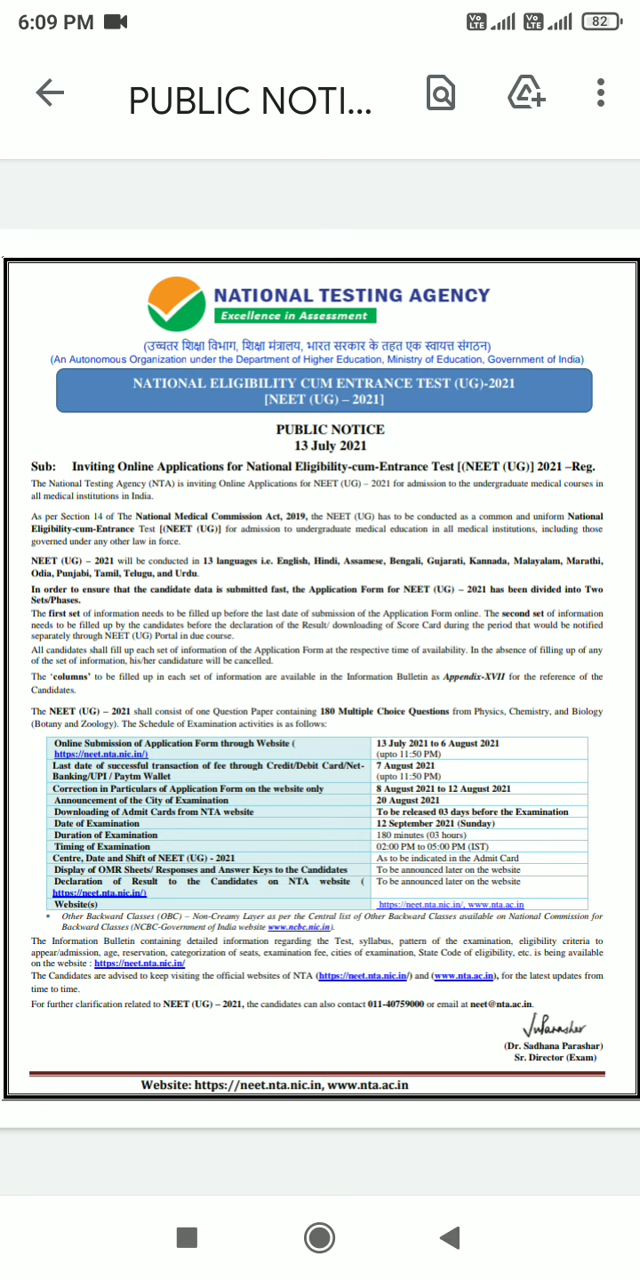 6:09 PM
Vo LTE Vo LTE 82
PUBLIC NOTI...
NATIONAL TESTING AGENCY
Excellence in Assessment
(उच्चतर शिक्षा विभाग, शिक्षा मंत्रालय, भारत सरकार के तहत एक स्वायत्त संगठन)
(An Autonomous Organization under the Department of Higher Education, Ministry of Education, Government of India)
NATIONAL ELIGIBILITY CUM ENTRANCE TEST (UG)-2021
[NEET (UG) – 2021]
PUBLIC NOTICE
13 July 2021
Sub: Inviting Online Applications for National Eligibility-cum-Entrance Test [(NEET (UG)] 2021 –Reg.
The National Testing Agency (NTA) is inviting Online Applications for NEET (UG) – 2021 for admission to the undergraduate medical courses in
all medical institutions in India.
As per Section 14 of The National Medical Commission Act, 2019, the NEET (UG) has to be conducted as a common and uniform National
Eligibility-cum-Entrance Test [(NEET (UG)] for admission to undergraduate medical education in all medical institutions, including those
governed under any other law in force.
NEET (UG) – 2021 will be conducted in 13 languages i.e. English, Hindi, Assamese, Bengali, Gujarati, Kannada, Malayalam, Marathi,
Odia, Punjabi, Tamil, Telugu, and Urdu.
In order to ensure that the candidate data is submitted fast, the Application Form for NEET (UG) – 2021 has been divided into Two
Sets/Phases.
The first set of information needs to be filled up before the last date of submission of the Application Form online. The second set of information
needs to be filled up by the candidates before the declaration of the Result/ downloading of Score Card during the period that would be notified
separately through NEET (UG) Portal in due course.
All candidates shall fill up each set of information of the Application Form at the respective time of availability. In the absence of filling up of any
of the set of information, his/her candidature will be cancelled.
The ‘columns’ to be filled up in each set of information are available in the Information Bulletin as Appendix-XVII for the reference of the
Candidates.
The NEET (UG) – 2021 shall consist of one Question Paper containing 180 Multiple Choice Questions from Physics, Chemistry, and Biology
(Botany and Zoology). The Schedule of Examination activities is as follows:
Online Submission of Application Form through Website ( 13 July 2021 to 6 August 2021
https://neet.nta.nic.in/) (upto 11:50 PM)
Last date of successful transaction of fee through Credit/Debit Card/Net- 7 August 2021
Banking/UPI / Paytm Wallet (upto 11:50 PM)
Correction in Particulars of Application Form on the website only 8 August 2021 to 12 August 2021
Announcement of the City of Examination 20 August 2021
Downloading of Admit Cards from NTA website To be released 03 days before the Examination
Date of Examination 12 September 2021 (Sunday)
Duration of Examination 180 minutes (03 hours)
Timing of Examination 02:00 PM to 05:00 PM (IST)
Centre, Date and Shift of NEET (UG) - 2021 As to be indicated in the Admit Card
Display of OMR Sheets/ Responses and Answer Keys to the Candidates To be announced later on the website
Declaration of Result to the Candidates on NTA website ( To be announced later on the website
https://neet.nta.nic.in/)
Website(s) https://neet.nta.nic.in/, www.nta.ac.in
• Other Backward Classes (OBC) – Non-Creamy Layer as per the Central list of Other Backward Classes available on National Commission for
Backward Classes (NCBC-Government of India website www.ncbc.nic.in).
The Information Bulletin containing detailed information regarding the Test, syllabus, pattern of the examination, eligibility criteria to
appearance/admission, age, reservation, categorization of seats, examination fee, cities of examination, State Code of eligibility, etc. is being available
on the website : https://neet.nta.nic.in/
The Candidates are advised to keep visiting the official websites of NTA (https://neet.nta.nic.in/) and (www.nta.ac.in), for the latest updates from
time to time.
For further clarification related to NEET (UG) – 2021, the candidates can also contact 011-40759000 or email at neet@nta.ac.in.
(Dr. Sadhana Parashar)
Sr. Director (Exam)
Website: https://neet.nta.nic.in, www.nta.ac.in